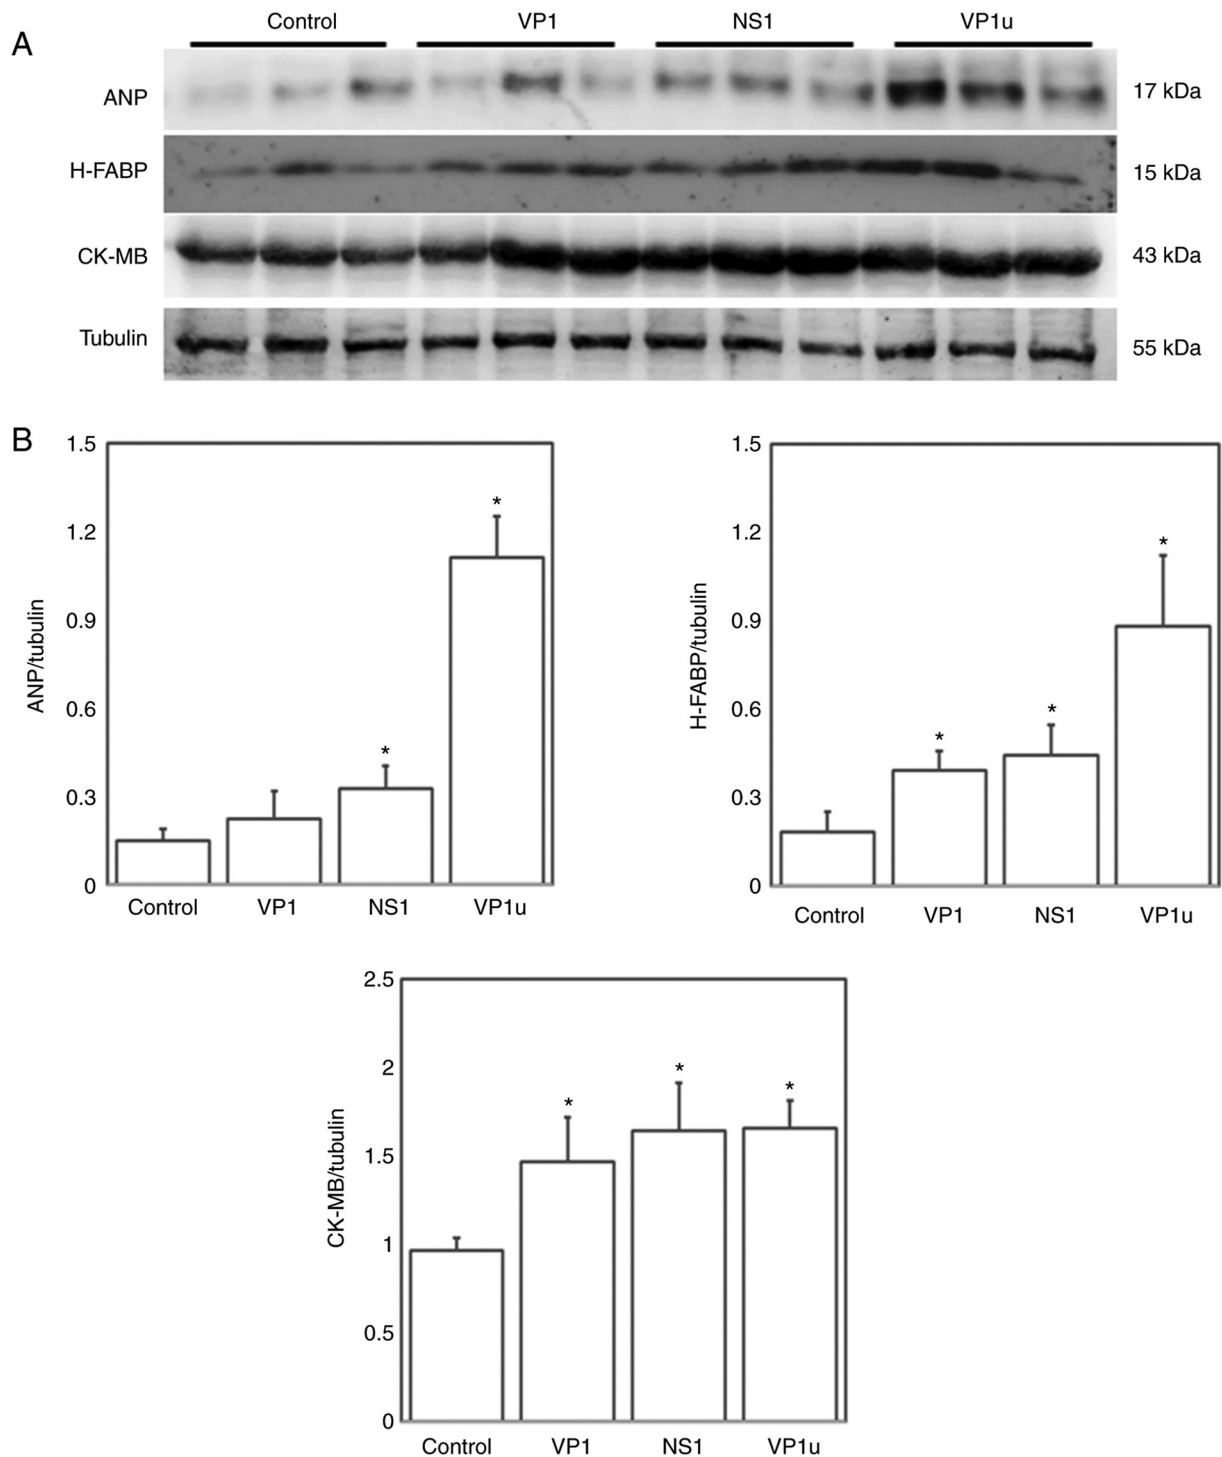 A
Control VP1 NS1 VP1u
ANP 17 kDa
H-FABP 15 kDa
CK-MB 43 kDa
Tubulin 55 kDa
B
ANP/tubulin
1.5
1.2
0.9
0.6
0.3
0
*
*
Control VP1 NS1 VP1u
H-FABP/tubulin
1.5
1.2
0.9
0.6
0.3
0
*
*
*
Control VP1 NS1 VP1u
CK-MB/tubulin
2.5
2
1.5
1
0.5
0
*
*
*
Control VP1 NS1 VP1u